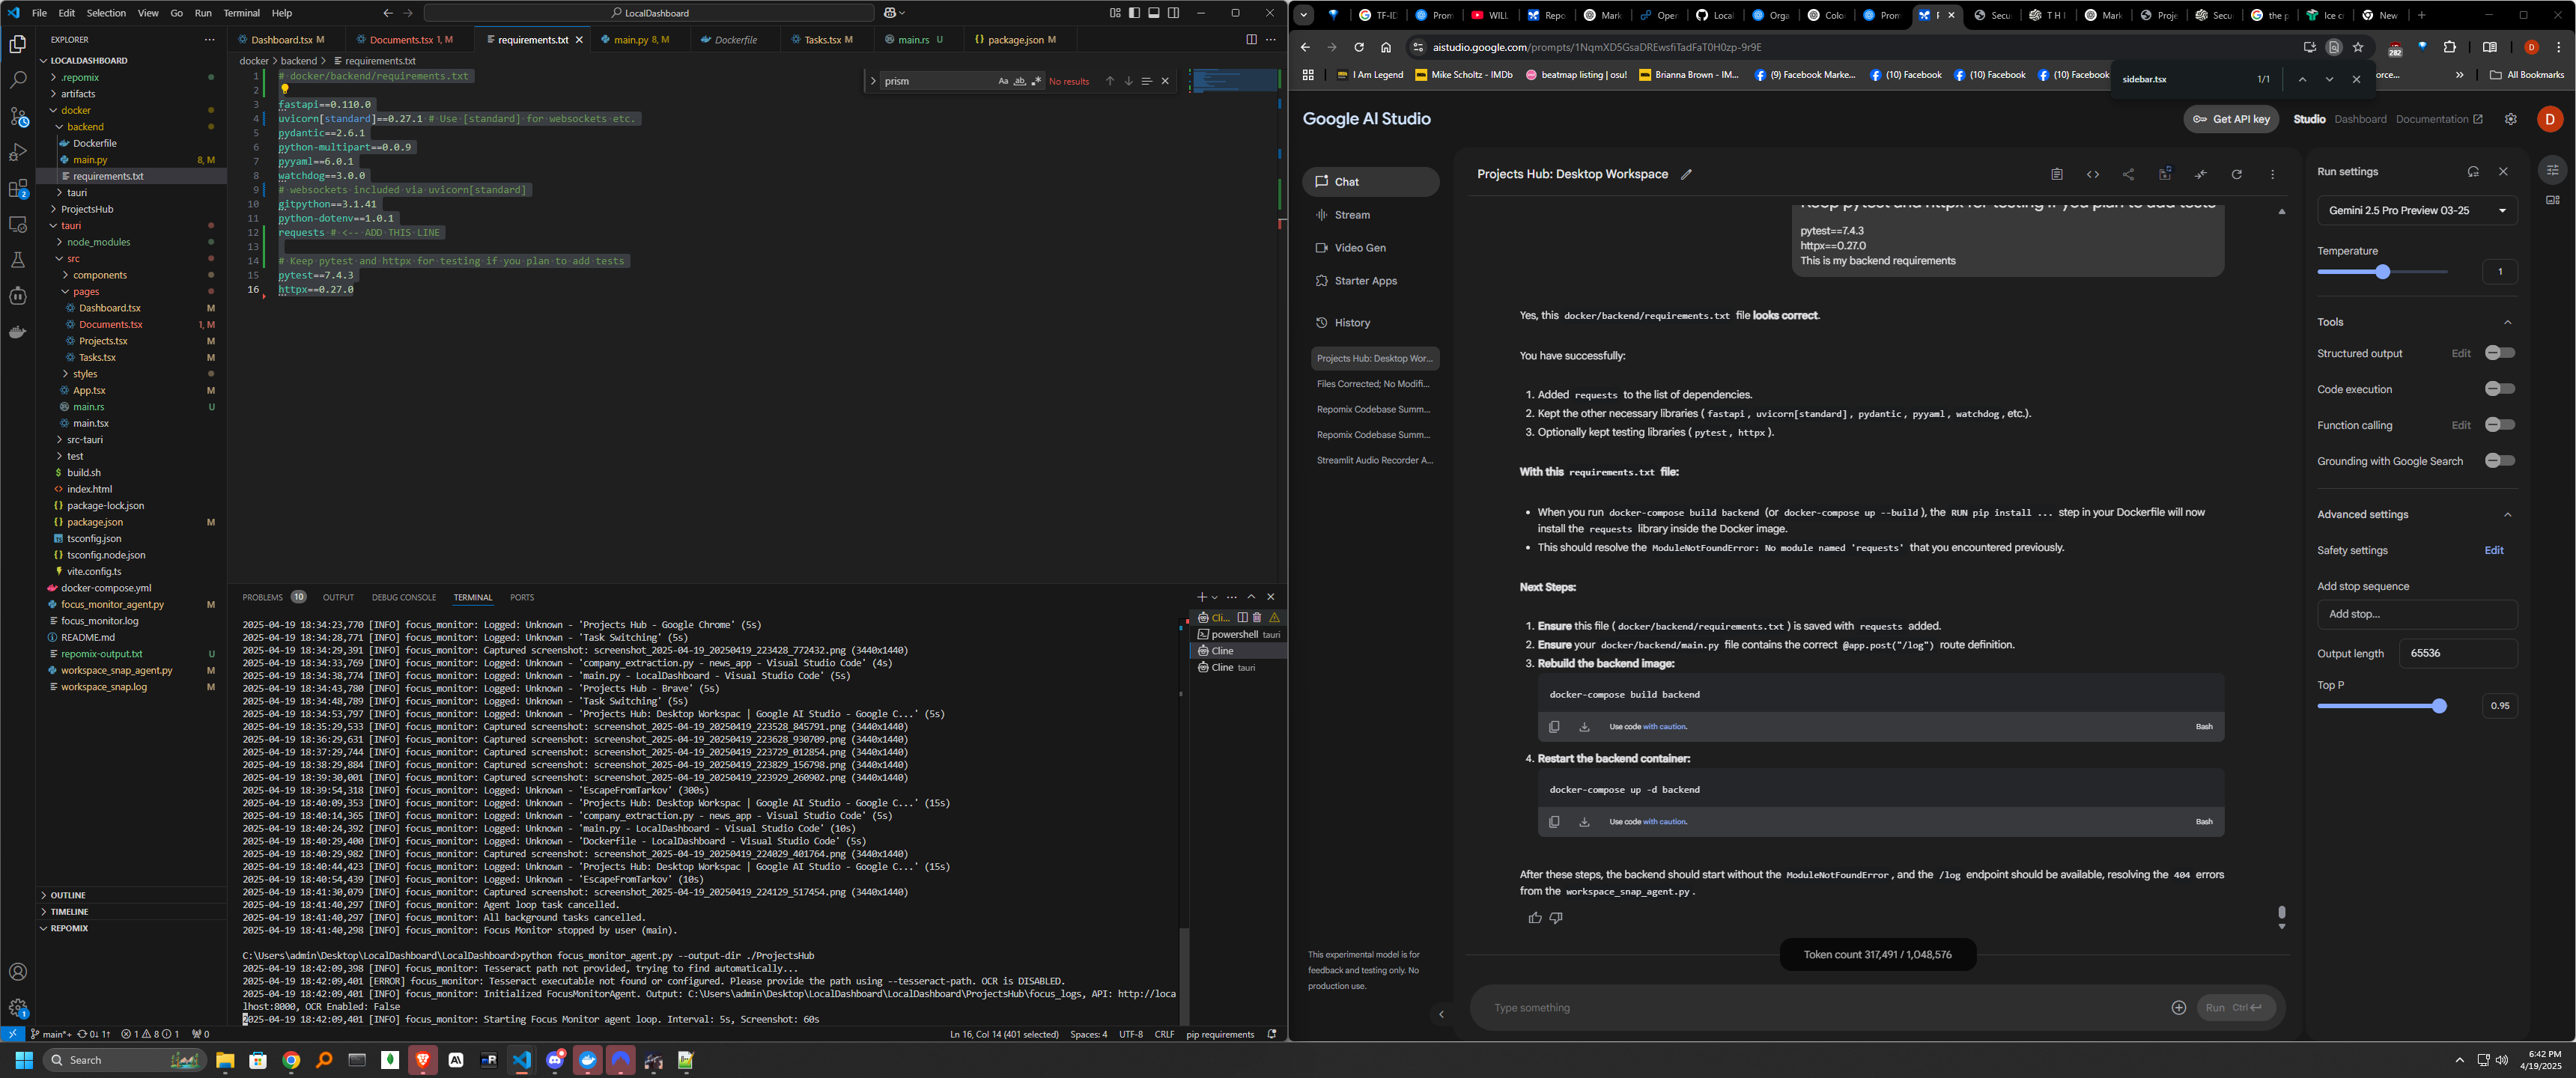 File Edit Selection View Go Run Terminal Help
LocalDashboard
EXPLORER
LOCALDASHBOARD
.repomix
artifacts
docker
backend
Dockerfile
main.py 8, M
requirements.txt
tauri
ProjectsHub
tauri
node_modules
src
components
pages
Dashboard.tsx M
Documents.tsx 1, M
Projects.tsx M
Tasks.tsx M
styles
App.tsx M
main.rs U
main.tsx
src-tauri
test
build.sh
index.html
package-lock.json
package.json M
tsconfig.json
tsconfig.node.json
vite.config.ts
docker-compose.yml
focus_monitor_agent.py M
focus_monitor.log
README.md
repomix-output.txt U
workspace_snap_agent.py M
workspace_snap.log M
OUTLINE
TIMELINE
REPOMIX
Dashboard.tsx M Documents.tsx 1, M requirements.txt main.py 8, M Dockerfile Tasks.tsx M main.rs U package.json M
docker > backend > requirements.txt
prism Aa ab No results
1 # docker/backend/requirements.txt
2
3 fastapi==0.110.0
4 uvicorn[standard]==0.27.1 # Use [standard] for websockets etc.
5 pydantic==2.6.1
6 python-multipart==0.0.9
7 pyyaml==6.0.1
8 watchdog==3.0.0
9 # websockets included via uvicorn[standard]
10 gitpython==3.1.41
11 python-dotenv==1.0.1
12 requests # <-- ADD THIS LINE
13
14 # Keep pytest and httpx for testing if you plan to add tests
15 pytest==7.4.3
16 httpx==0.27.0
PROBLEMS 10 OUTPUT DEBUG CONSOLE TERMINAL PORTS
Cli...
powershell tauri
Cline
Cline tauri
2025-04-19 18:34:23,770 [INFO] focus_monitor: Logged: Unknown - 'Projects Hub - Google Chrome' (5s)
2025-04-19 18:34:28,771 [INFO] focus_monitor: Logged: Unknown - 'Task Switching' (5s)
2025-04-19 18:34:29,391 [INFO] focus_monitor: Captured screenshot: screenshot_2025-04-19_20250419_223428_772432.png (3440x1440)
2025-04-19 18:34:33,769 [INFO] focus_monitor: Logged: Unknown - 'company_extraction.py - news_app - Visual Studio Code' (4s)
2025-04-19 18:34:38,774 [INFO] focus_monitor: Logged: Unknown - 'main.py - LocalDashboard - Visual Studio Code' (5s)
2025-04-19 18:34:43,780 [INFO] focus_monitor: Logged: Unknown - 'Projects Hub - Brave' (5s)
2025-04-19 18:34:48,789 [INFO] focus_monitor: Logged: Unknown - 'Task Switching' (5s)
2025-04-19 18:34:53,797 [INFO] focus_monitor: Logged: Unknown - 'Projects Hub: Desktop Workspac | Google AI Studio - Google C...' (5s)
2025-04-19 18:35:29,533 [INFO] focus_monitor: Captured screenshot: screenshot_2025-04-19_20250419_223528_845791.png (3440x1440)
2025-04-19 18:36:29,631 [INFO] focus_monitor: Captured screenshot: screenshot_2025-04-19_20250419_223628_930709.png (3440x1440)
2025-04-19 18:37:29,744 [INFO] focus_monitor: Captured screenshot: screenshot_2025-04-19_20250419_223729_012854.png (3440x1440)
2025-04-19 18:38:29,884 [INFO] focus_monitor: Captured screenshot: screenshot_2025-04-19_20250419_223829_156798.png (3440x1440)
2025-04-19 18:39:30,001 [INFO] focus_monitor: Captured screenshot: screenshot_2025-04-19_20250419_223929_260902.png (3440x1440)
2025-04-19 18:39:54,318 [INFO] focus_monitor: Logged: Unknown - 'EscapeFromTarkov' (300s)
2025-04-19 18:40:09,353 [INFO] focus_monitor: Logged: Unknown - 'Projects Hub: Desktop Workspac | Google AI Studio - Google C...' (15s)
2025-04-19 18:40:14,365 [INFO] focus_monitor: Logged: Unknown - 'company_extraction.py - news_app - Visual Studio Code' (5s)
2025-04-19 18:40:24,392 [INFO] focus_monitor: Logged: Unknown - 'main.py - LocalDashboard - Visual Studio Code' (10s)
2025-04-19 18:40:29,400 [INFO] focus_monitor: Logged: Unknown - 'Dockerfile - LocalDashboard - Visual Studio Code' (5s)
2025-04-19 18:40:29,982 [INFO] focus_monitor: Captured screenshot: screenshot_2025-04-19_20250419_224029_401764.png (3440x1440)
2025-04-19 18:40:44,423 [INFO] focus_monitor: Logged: Unknown - 'Projects Hub: Desktop Workspac | Google AI Studio - Google C...' (15s)
2025-04-19 18:40:54,439 [INFO] focus_monitor: Logged: Unknown - 'EscapeFromTarkov' (10s)
2025-04-19 18:41:30,079 [INFO] focus_monitor: Captured screenshot: screenshot_2025-04-19_20250419_224129_517454.png (3440x1440)
2025-04-19 18:41:40,297 [INFO] focus_monitor: Agent loop task cancelled.
2025-04-19 18:41:40,297 [INFO] focus_monitor: All background tasks cancelled.
2025-04-19 18:41:40,298 [INFO] focus_monitor: Focus Monitor stopped by user (main).
C:\Users\admin\Desktop\LocalDashboard\LocalDashboard>python focus_monitor_agent.py --output-dir ./ProjectsHub
2025-04-19 18:42:09,398 [INFO] focus_monitor: Tesseract path not provided, trying to find automatically...
2025-04-19 18:42:09,401 [ERROR] focus_monitor: Tesseract executable not found or configured. Please provide the path using --tesseract-path. OCR is DISABLED.
2025-04-19 18:42:09,401 [INFO] focus_monitor: Initialized FocusMonitorAgent. Output: C:\Users\admin\Desktop\LocalDashboard\LocalDashboard\ProjectsHub\focus_logs, API: http://loca
lhost:8000, OCR Enabled: False
2025-04-19 18:42:09,401 [INFO] focus_monitor: Starting Focus Monitor agent loop. Interval: 5s, Screenshot: 60s
main*+ 0↓ 1↑ 1 8 1 0 Ln 16, Col 14 (401 selected) Spaces: 4 UTF-8 CRLF pip requirements
TF-ID Prom WILL Repo Mark Open Loca Orga Colo Prom F Secu T H I Mark Proje Secu the p Ice c New
aistudio.google.com/prompts/1NqmXD5GsaDREwsfiTadFaT0H0zp-9r9E
282
D
I Am Legend Mike Scholtz - IMDb beatmap listing | osu! Brianna Brown - IM... (9) Facebook Marke... (10) Facebook (10) Facebook (10) Facebook orce... All Bookmarks
sidebar.tsx 1/1
Google AI Studio
Get API key Studio Dashboard Documentation
D
Chat
Stream
Video Gen
Starter Apps
History
Projects Hub: Desktop Wor...
Files Corrected; No Modifi...
Repomix Codebase Summ...
Repomix Codebase Summ...
Streamlit Audio Recorder A...
This experimental model is for
feedback and testing only. No
production use.
Projects Hub: Desktop Workspace
Keep pytest and httpx for testing if you plan to add tests
pytest==7.4.3
httpx==0.27.0
This is my backend requirements
Yes, this docker/backend/requirements.txt file looks correct.
You have successfully:
1. Added requests to the list of dependencies.
2. Kept the other necessary libraries ( fastapi , uvicorn[standard] , pydantic , pyyaml , watchdog , etc.).
3. Optionally kept testing libraries ( pytest , httpx ).
With this requirements.txt file:
• When you run docker-compose build backend (or docker-compose up --build ), the RUN pip install ... step in your Dockerfile will now
install the requests library inside the Docker image.
• This should resolve the ModuleNotFoundError: No module named 'requests' that you encountered previously.
Next Steps:
1. Ensure this file ( docker/backend/requirements.txt ) is saved with requests added.
2. Ensure your docker/backend/main.py file contains the correct @app.post("/log") route definition.
3. Rebuild the backend image:
docker-compose build backend
Use code with caution. Bash
4. Restart the backend container:
docker-compose up -d backend
Use code with caution. Bash
After these steps, the backend should start without the ModuleNotFoundError , and the /log endpoint should be available, resolving the 404 errors
from the workspace_snap_agent.py .
Token count 317,491 / 1,048,576
Type something
Run Ctrl
Run settings
Gemini 2.5 Pro Preview 03-25
Temperature
1
Tools
Structured output Edit
Code execution
Function calling Edit
Grounding with Google Search
Advanced settings
Safety settings Edit
Add stop sequence
Add stop...
Output length 65536
Top P
0.95
Search
6:42 PM
4/19/2025